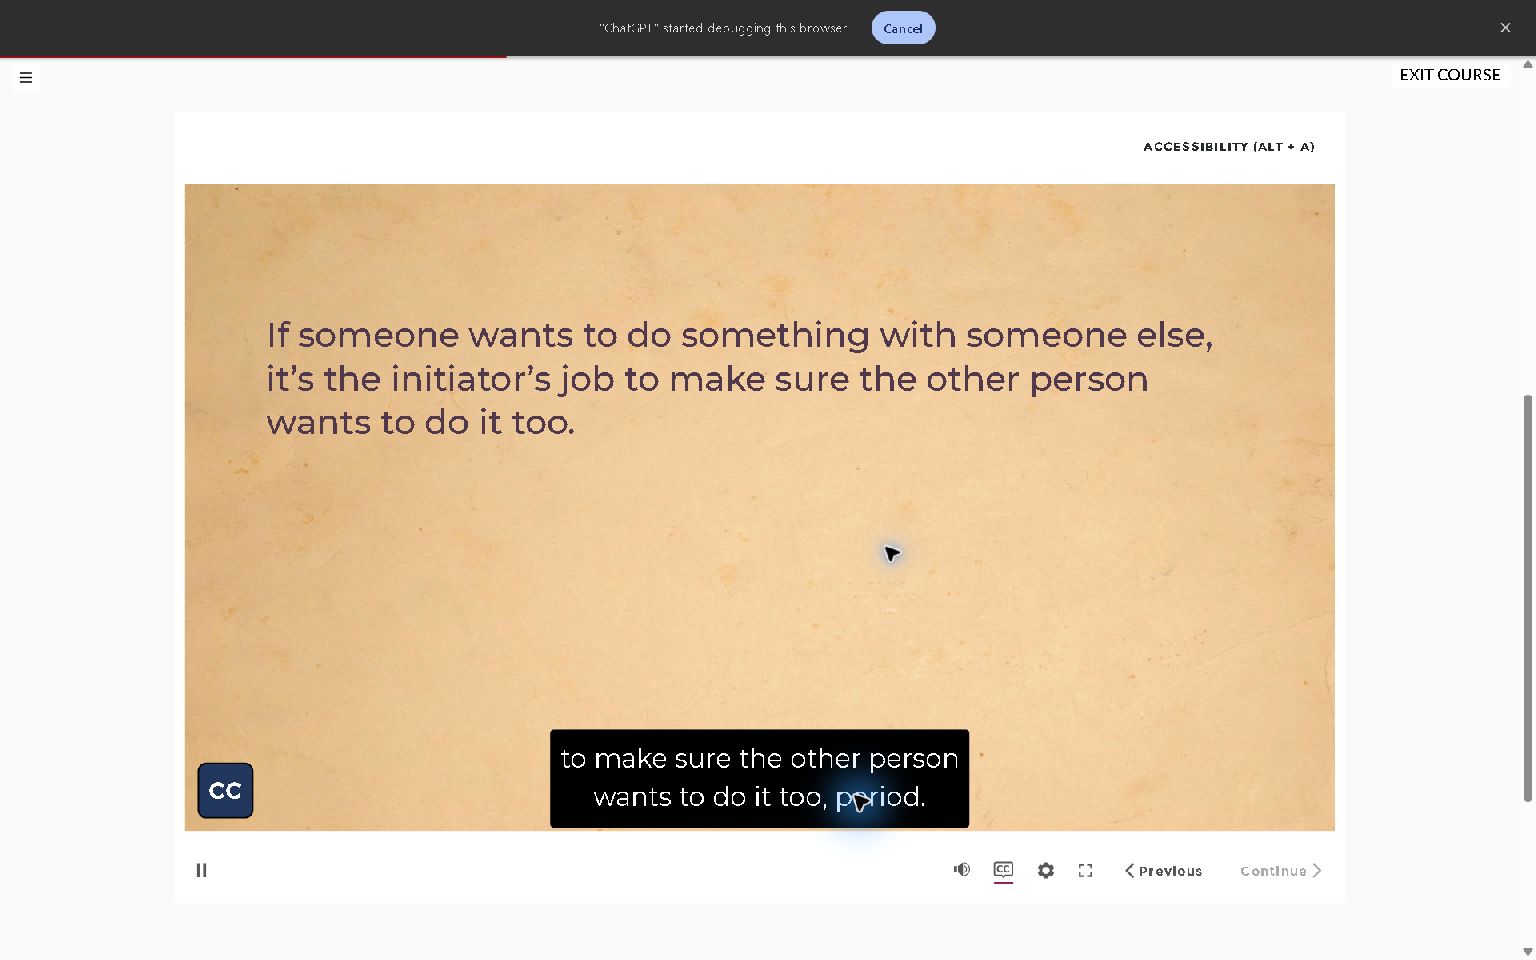 "ChatGPT" started debugging this browser
Cancel
EXIT COURSE
ACCESSIBILITY (ALT + A)
If someone wants to do something with someone else,
it’s the initiator’s job to make sure the other person
wants to do it too.
to make sure the other person
wants to do it too, period.
CC
CC
Previous
Continue